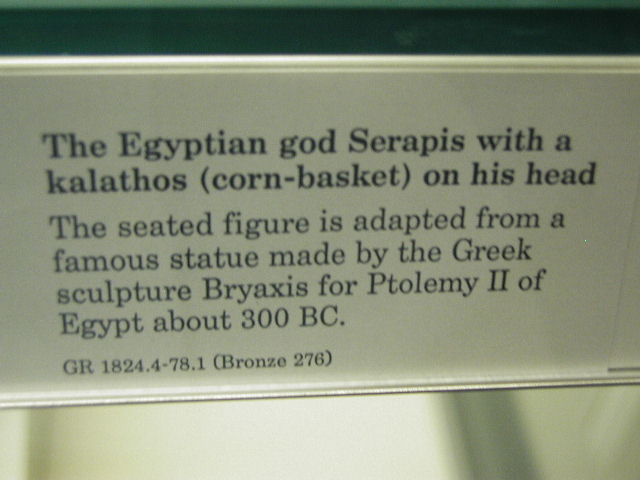 The Egyptian god Serapis with a
kalathos (corn-basket) on his head
The seated figure is adapted from a
famous statue made by the Greek
sculpture Bryaxis for Ptolemy II of
Egypt about 300 BC.
GR 1824.4-78.1 (Bronze 276)